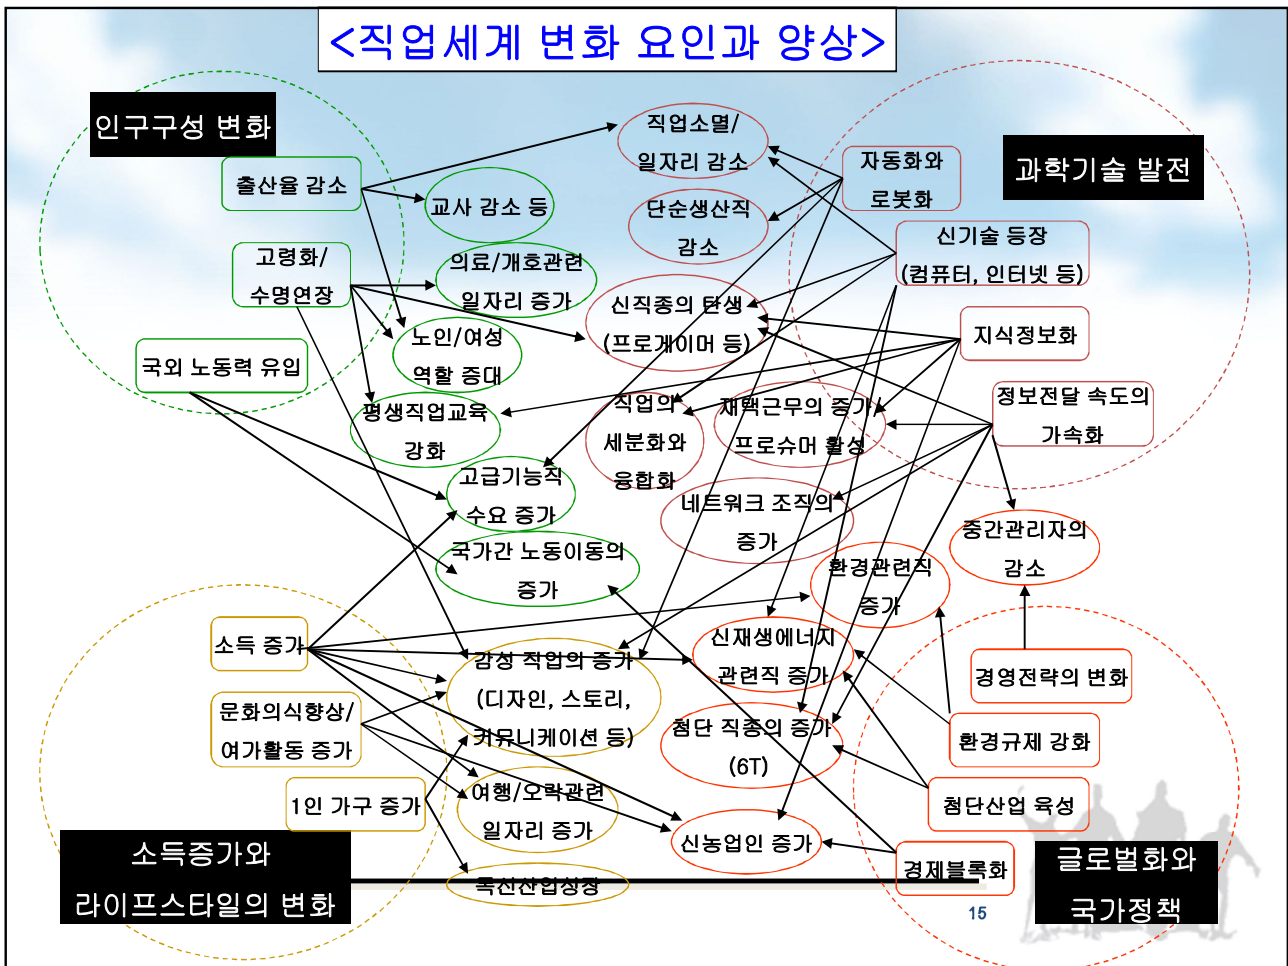 <직업세계 변화 요인과 양상>
인구구성 변화
출산율 감소
고령화/
수명연장
국외 노동력 유입
교사 감소 등
의료/개호관련
일자리 증가
노인/여성
역할 증대
평생직업교육
강화
고급기능직
수요 증가
국가간 노동이동의
증가
직업소멸/
일자리 감소
단순생산직
감소
신직종의 탄생
(프로게이머 등)
직업의
세분화와
융합화
재택근무의 증가/
프로슈머 활성
네트워크 조직의
증가
과학기술 발전
자동화와
로봇화
신기술 등장
(컴퓨터, 인터넷 등)
지식정보화
정보전달 속도의
가속화
중간관리자의
감소
환경관련직
증가
신재생에너지
관련직 증가
첨단 직종의 증가
(6T)
신농업인 증가
소득 증가
문화의식향상/
여가활동 증가
1인 가구 증가
감성 직업의 증가
(디자인, 스토리,
커뮤니케이션 등)
여행/오락관련
일자리 증가
독신산업성장
소득증가와
라이프스타일의 변화
경영전략의 변화
환경규제 강화
첨단산업 육성
경제블록화
글로벌화와
국가정책
15